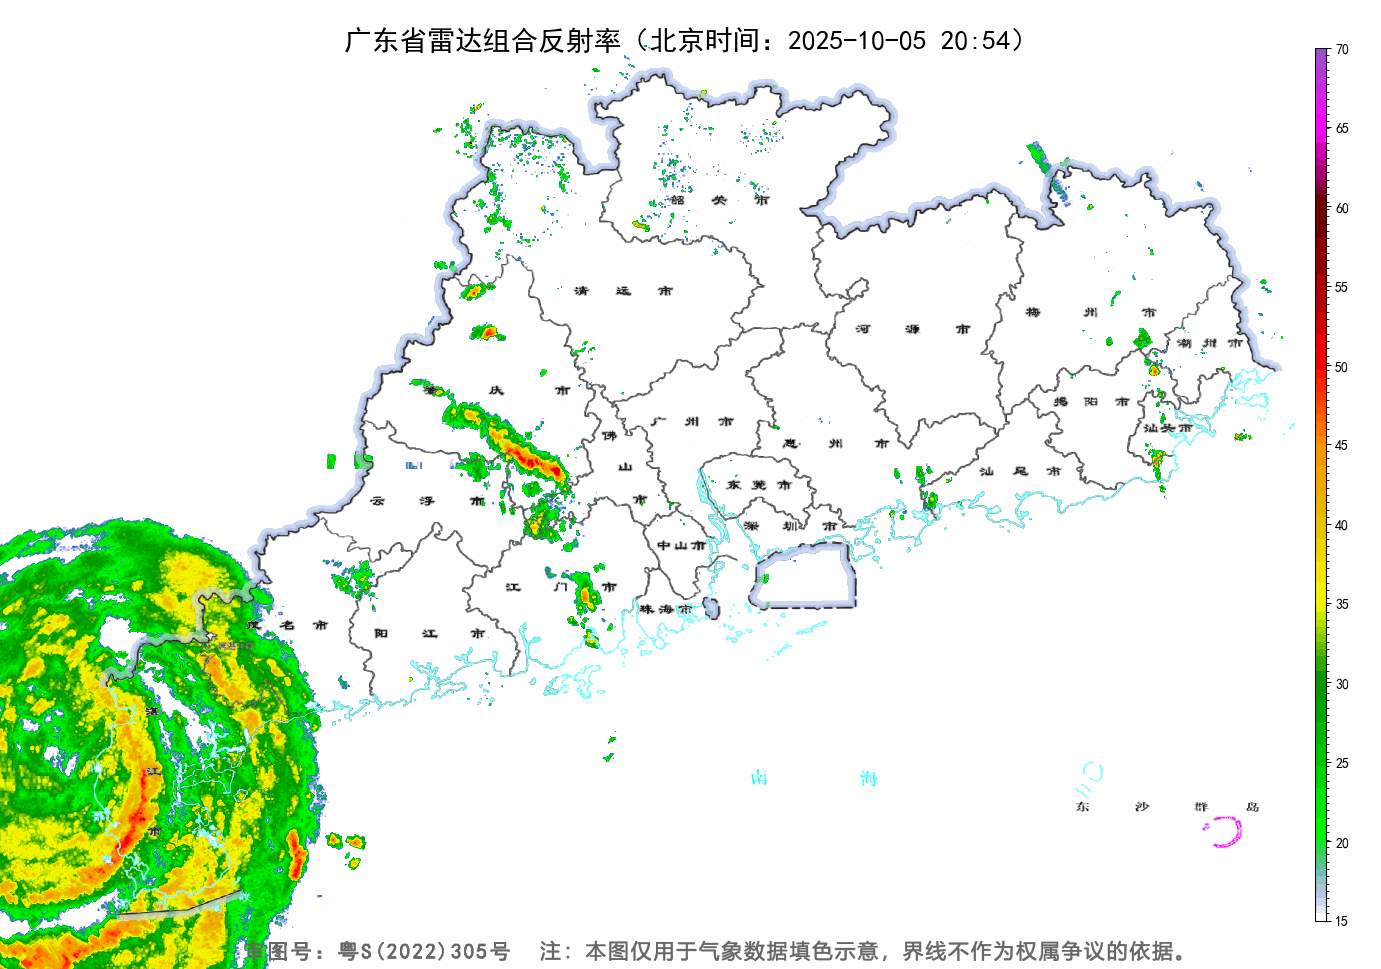 广东省雷达组合反射率（北京时间：2025-10-05 20:54）
70
65
60
55
50
45
40
35
30
25
20
15
韶关市
清远市
河源市
梅州市
潮州市
肇庆市
广州市
惠州市
揭阳市
汕头市
佛山市
云浮市
东莞市
汕尾市
深圳市
中山市
江门市
珠海市
茂名市
阳江市
湛江市
南海
东沙群岛
审图号：粤S(2022)305号 注：本图仅用于气象数据填色示意，界线不作为权属争议的依据。